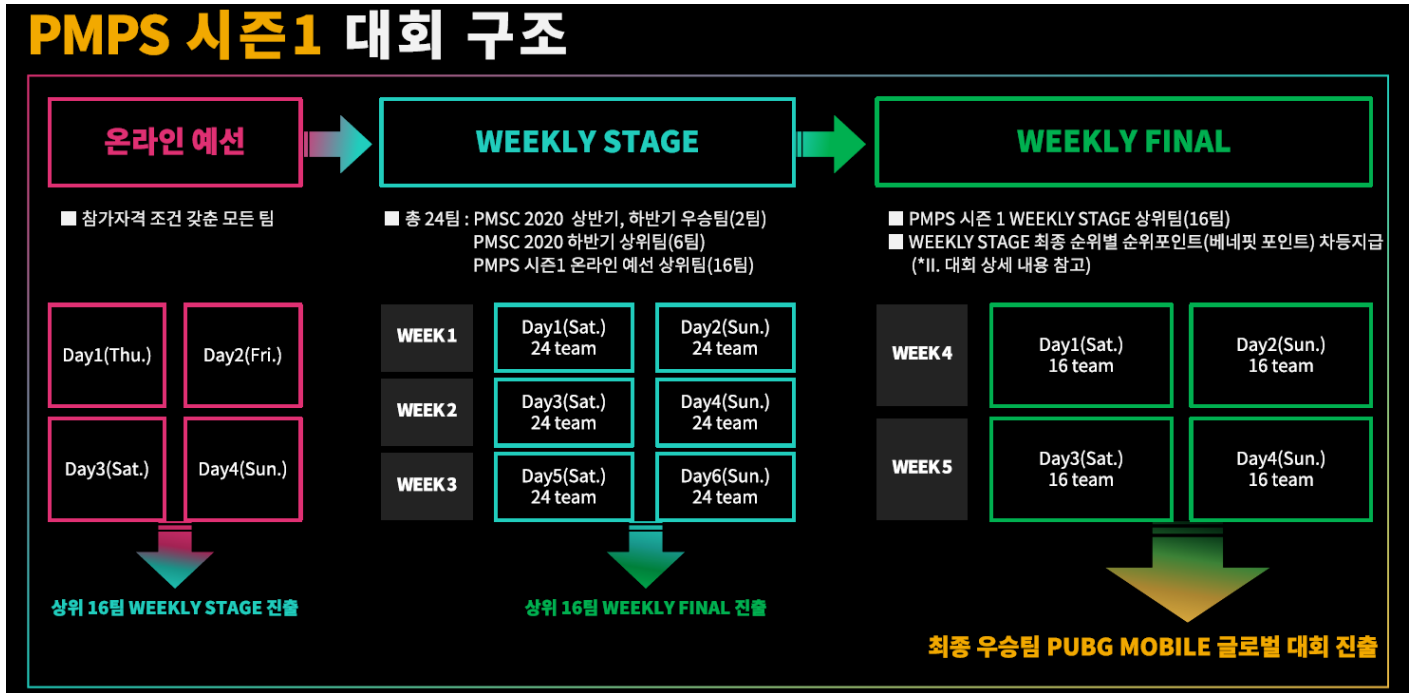 PMPS 시즌1 대회 구조
온라인 예선
■ 참가자격 조건 갖춘 모든 팀
Day1(Thu.)
Day2(Fri.)
Day3(Sat.)
Day4(Sun.)
상위 16팀 WEEKLY STAGE 진출
WEEKLY STAGE
■ 총 24팀 : PMSC 2020 상반기, 하반기 우승팀(2팀)
PMSC 2020 하반기 상위팀(6팀)
PMPS 시즌1 온라인 예선 상위팀(16팀)
WEEK 1
Day1(Sat.)
24 team
Day2(Sun.)
24 team
WEEK 2
Day3(Sat.)
24 team
Day4(Sun.)
24 team
WEEK 3
Day5(Sat.)
24 team
Day6(Sun.)
24 team
상위 16팀 WEEKLY FINAL 진출
WEEKLY FINAL
■ PMPS 시즌 1 WEEKLY STAGE 상위팀(16팀)
■ WEEKLY STAGE 최종 순위별 순위포인트(베네핏 포인트) 차등지급
(*II. 대회 상세 내용 참고)
WEEK 4
Day1(Sat.)
16 team
Day2(Sun.)
16 team
WEEK 5
Day3(Sat.)
16 team
Day4(Sun.)
16 team
최종 우승팀 PUBG MOBILE 글로벌 대회 진출